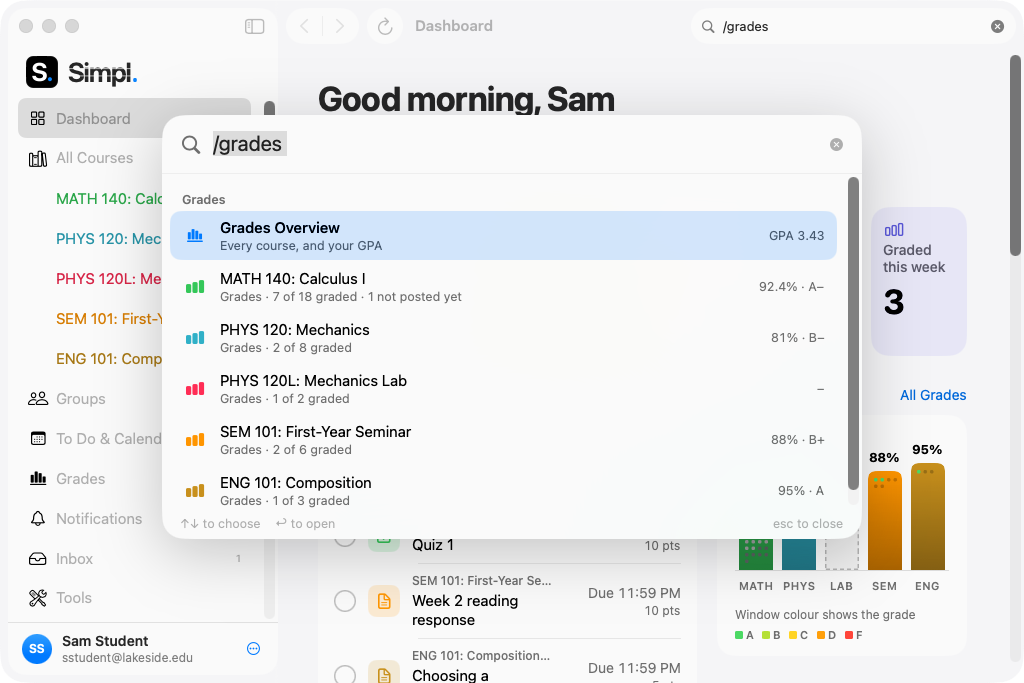 Dashboard
/grades
S.
Simpl.
Good morning, Sam
Dashboard
All Courses
MATH 140: Calc
PHYS 120: Mec
PHYS 120L: Me
SEM 101: First-Y
ENG 101: Comp
Groups
To Do & Calend
Grades
Notifications
Inbox
1
Tools
SS
Sam Student
sstudent@lakeside.edu
/grades
Grades
Grades Overview
Every course, and your GPA
GPA 3.43
MATH 140: Calculus I
Grades · 7 of 18 graded · 1 not posted yet
92.4% · A−
PHYS 120: Mechanics
Grades · 2 of 8 graded
81% · B−
PHYS 120L: Mechanics Lab
Grades · 1 of 2 graded
–
SEM 101: First-Year Seminar
Grades · 2 of 6 graded
88% · B+
ENG 101: Composition
Grades · 1 of 3 graded
95% · A
↑↓ to choose
↩ to open
esc to close
Graded
this week
3
All Grades
Quiz 1
10 pts
SEM 101: First-Year Se...
Week 2 reading
response
Due 11:59 PM
10 pts
ENG 101: Composition...
Choosing a
Due 11:59 PM
88%
95%
MATH
PHYS
LAB
SEM
ENG
Window colour shows the grade
A
B
C
D
F